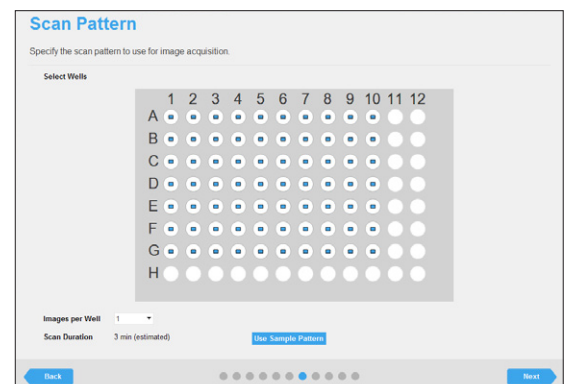 Scan Pattern
Specify the scan pattern to use for image acquisition.
Select Wells
1 2 3 4 5 6 7 8 9 10 11 12
A
B
C
D
E
F
G
H
Images per Well 1
Scan Duration 3 min (estimated) Use Sample Pattern
Back Next